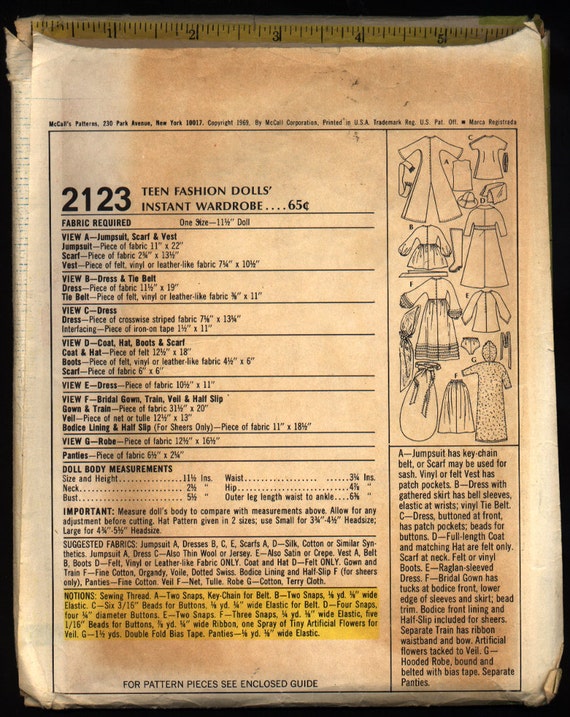 1 2 3 4 5
McCall's Patterns, 230 Park Avenue, New York 10017. Copyright 1969, By McCall Corporation, Printed in U.S.A. Trademark Reg. U.S. Pat. Off. ■ Marca Registrada
2123 TEEN FASHION DOLLS'
INSTANT WARDROBE....65¢
FABRIC REQUIRED One Size—11½" Doll
VIEW A—Jumpsuit, Scarf & Vest
Jumpsuit—Piece of fabric 11" x 22"
Scarf—Piece of fabric 2⅜" x 13½"
Vest—Piece of felt, vinyl or leather-like fabric 7¼" x 10½"
VIEW B—Dress & Tie Belt
Dress—Piece of fabric 11½" x 19"
Tie Belt—Piece of felt, vinyl or leather-like fabric ⅜" x 11"
VIEW C—Dress
Dress—Piece of crosswise striped fabric 7⅝" x 13¼"
Interfacing—Piece of iron-on tape 1½" x 11"
VIEW D—Coat, Hat, Boots & Scarf
Coat & Hat—Piece of felt 12½" x 18"
Boots—Felt, vinyl or leather-like fabric 4½" x 6"
Scarf—Piece of fabric 6" x 6"
VIEW E—Dress—Piece of fabric 10½" x 11"
VIEW F—Bridal Gown, Train, Veil & Half Slip
Gown & Train—Piece of fabric 31½" x 20"
Veil—Piece of net or tulle 12½" x 13"
Bodice Lining & Half Slip (For Sheers Only)—Piece of fabric 11" x 18½"
VIEW G—Robe—Piece of fabric 12½" x 16½"
Panties—Piece of fabric 6½" x 2¾"
DOLL BODY MEASUREMENTS
Size and Height 11½ Ins. Waist 3¼ Ins.
Neck 2½ " Hip 4⅞ "
Bust 5½ " Outer leg length waist to ankle 6⅝ "
IMPORTANT: Measure doll's body to compare with measurements above. Allow for any
adjustment before cutting. Hat Pattern given in 2 sizes; use Small for 3¾"-4½" Headsize;
Large for 4¾"-5½" Headsize.
SUGGESTED FABRICS: Jumpsuit A, Dresses B, C, E, Scarfs A, D—Silk, Cotton or Similar Syn-
thetics. Jumpsuit A, Dress C—Also Thin Wool or Jersey. E—Also Satin or Crepe. Vest A, Belt
B, Boots D—Felt, Vinyl or Leather-like Fabric ONLY. Coat and Hat D—Felt ONLY. Gown and
Train F—Fine Cotton, Organdy, Voile, Dotted Swiss. Bodice Lining and Half-Slip F (for sheers
only), Panties—Fine Cotton. Veil F—Net, Tulle. Robe G—Cotton, Terry Cloth.
NOTIONS: Sewing Thread. A—Two Snaps, Key-Chain for Belt. B—Two Snaps, ⅛ yd. ⅛" wide
Elastic. C—Six 3/16" Beads for Buttons, ¼ yd. ¼" wide Elastic for Belt. D—Four Snaps,
four ¼" diameter Buttons. E—Two Snaps. F—Three Snaps, ¼ yd. ⅛" wide Elastic, five
1/16" Beads for Buttons, ⅝ yd. ¼" wide Ribbon, one Spray of Tiny Artificial Flowers for
Veil. G—1½ yds. Double Fold Bias Tape. Panties—⅛ yd. ⅛" wide Elastic.
FOR PATTERN PIECES SEE ENCLOSED GUIDE
A
C
B
D
F
E
G
F
A—Jumpsuit has key-chain
belt, or Scarf may be used for
sash. Vinyl or felt Vest has
patch pockets. B—Dress with
gathered skirt has bell sleeves,
elastic at wrists; vinyl Tie Belt.
C—Dress, buttoned at front,
has patch pockets; beads for
buttons. D—Full-length Coat
and matching Hat are felt only.
Scarf at neck. Felt or vinyl
Boots. E—Raglan-sleeved
Dress. F—Bridal Gown has
tucks at bodice front, lower
edge of sleeves and skirt; bead
trim. Bodice front lining and
Half-Slip included for sheers.
Separate Train has ribbon
waistband and bow. Artificial
flowers tacked to Veil. G—
Hooded Robe, bound and
belted with bias tape. Separate
Panties.